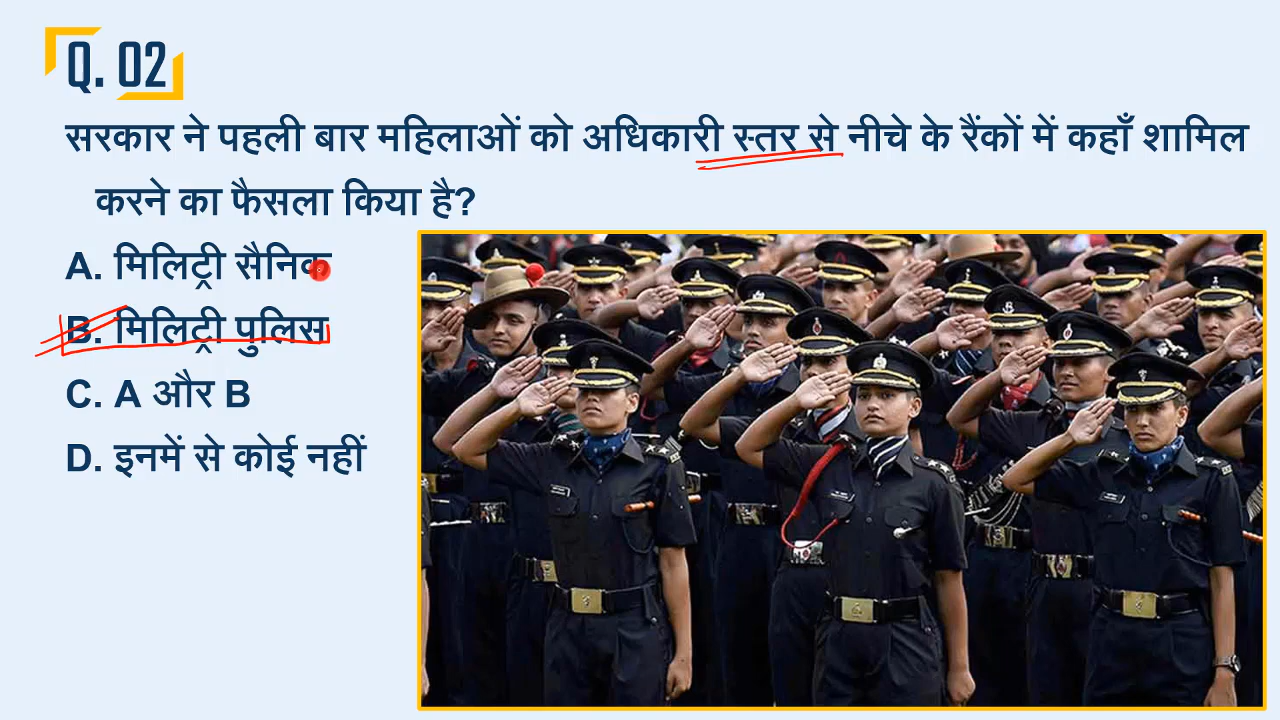 Q. 02
सरकार ने पहली बार महिलाओं को अधिकारी स्तर से नीचे के रैंकों में कहाँ शामिल
करने का फैसला किया है?
A. मिलिट्री सैनिक
B. मिलिट्री पुलिस
C. A और B
D. इनमें से कोई नहीं